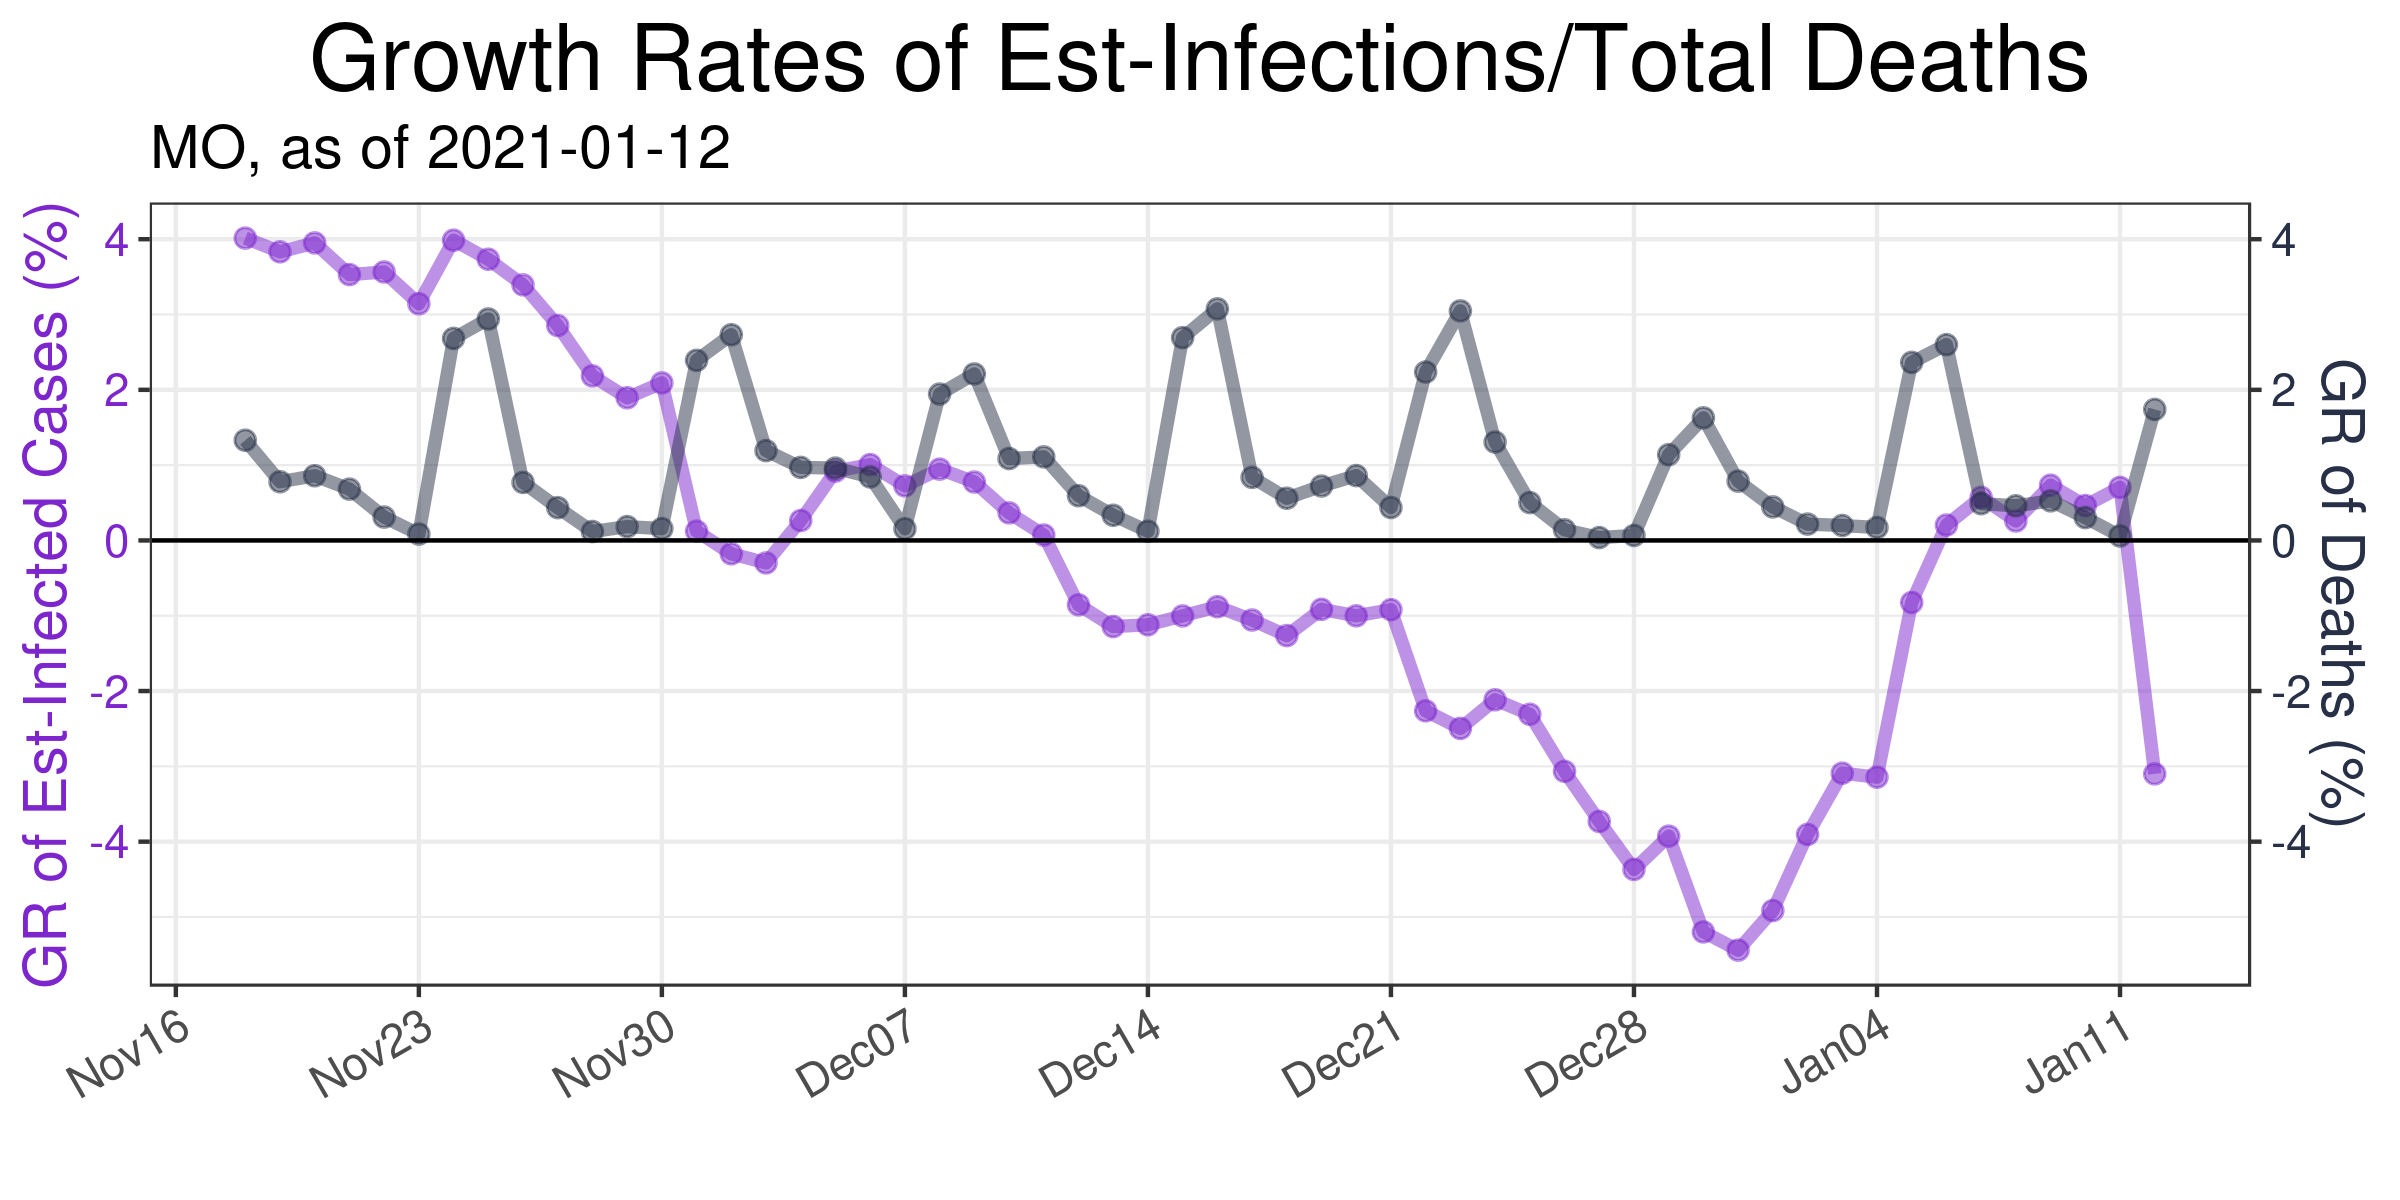 Growth Rates of Est-Infections/Total Deaths
MO, as of 2021-01-12
GR of Est-Infected Cases (%)
4
2
0
-2
-4
4
2
0
-2
-4
GR of Deaths (%)
Nov16
Nov23
Nov30
Dec07
Dec14
Dec21
Dec28
Jan04
Jan11